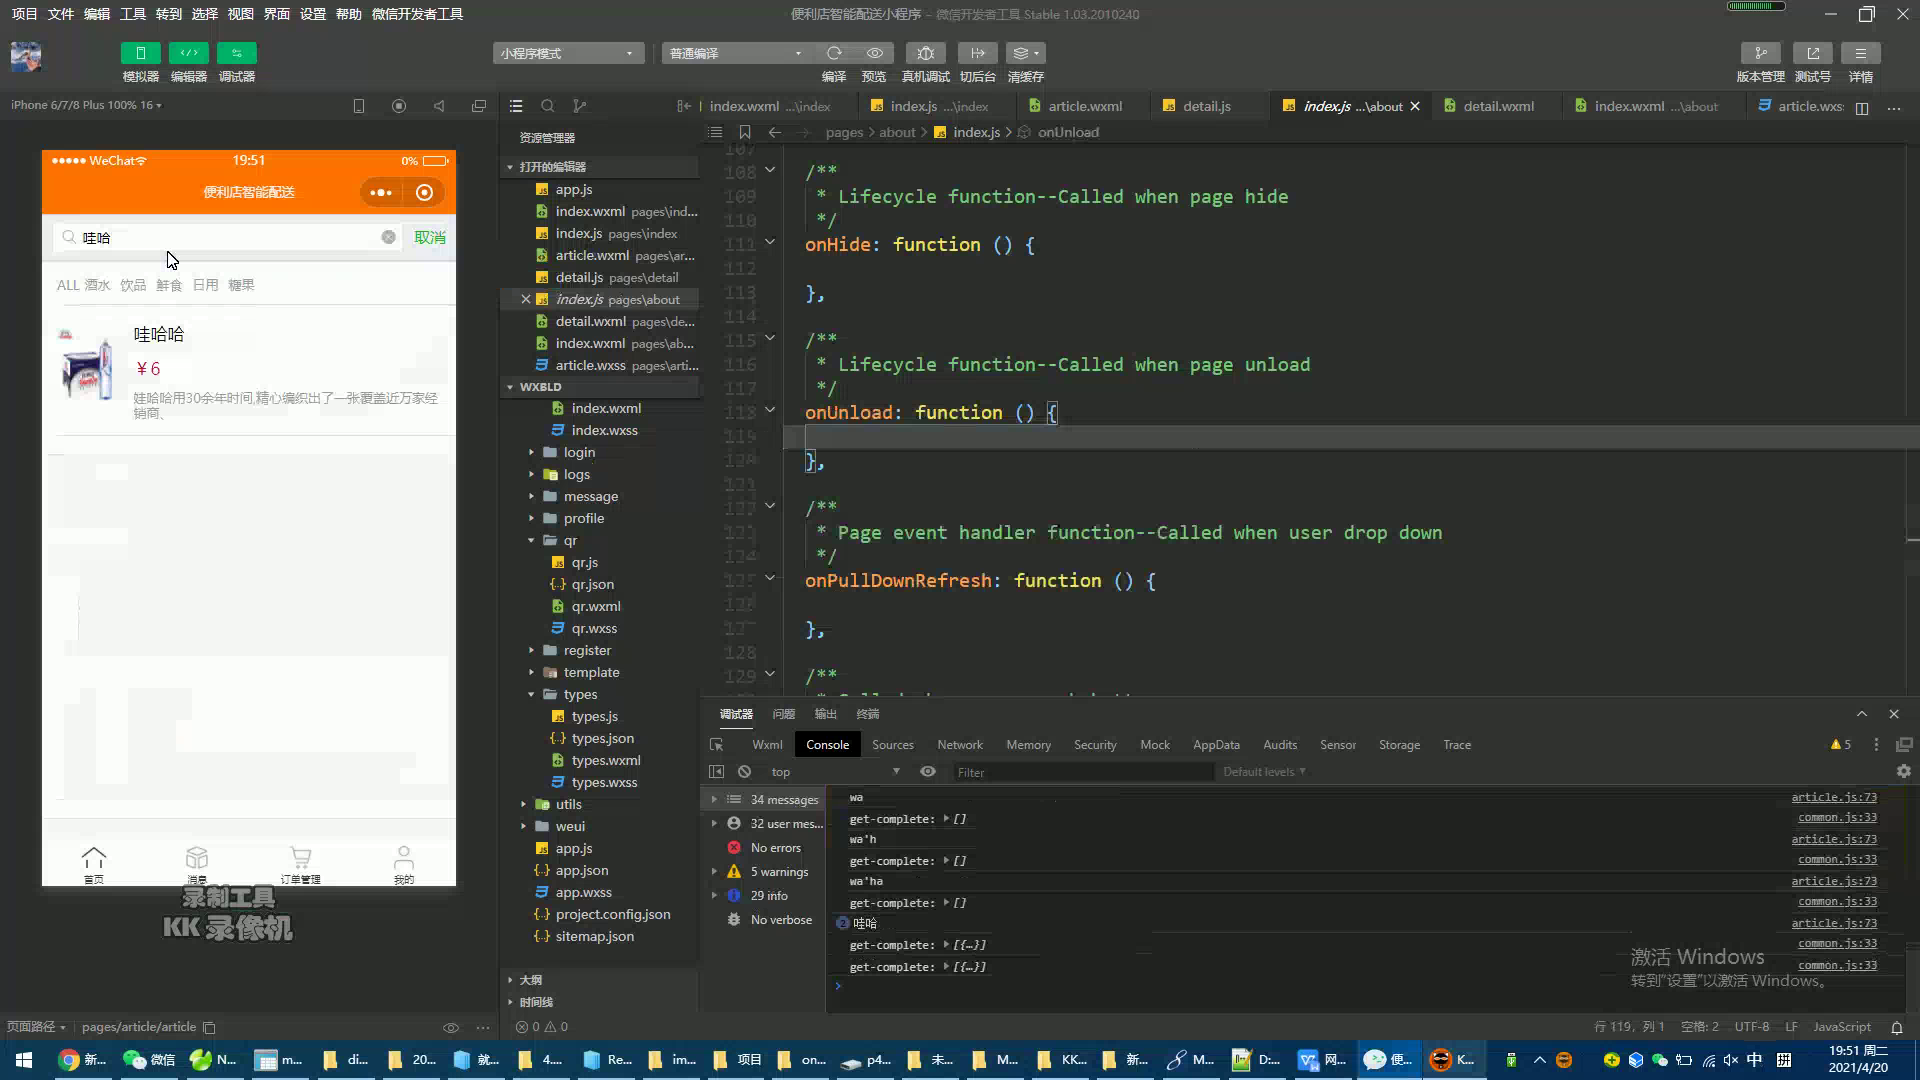 项目 文件 编辑 工具 转到 选择 视图 界面 设置 帮助 微信开发者工具
便利店智能配送小程序 - 微信开发者工具 Stable 1.03.2010240
模拟器 编辑器 调试器
小程序模式
普通编译
编译 预览 真机调试 切后台 清缓存
版本管理 测试号 详情
iPhone 6/7/8 Plus 100% 16
WeChat
19:51
0%
便利店智能配送
哇哈
取消
ALL 酒水 饮品 鲜食 日用 糖果
哇哈哈
¥6
娃哈哈用30余年时间,精心编织出了一张覆盖近万家经
销商、
首页
消息
订单管理
我的
录制工具
KK 录像机
页面路径
pages/article/article
资源管理器
打开的编辑器
app.js
index.wxml pages\ind...
index.js pages\index
article.wxml pages\ar...
detail.js pages\detail
index.js pages\about
detail.wxml pages\de...
index.wxml pages\ab...
article.wxss pages\arti...
WXBLD
index.wxml
index.wxss
login
logs
message
profile
qr
qr.js
qr.json
qr.wxml
qr.wxss
register
template
types
types.js
types.json
types.wxml
types.wxss
utils
weui
app.js
app.json
app.wxss
project.config.json
sitemap.json
大纲
时间线
0 0
index.wxml ...\index
index.js ...\index
article.wxml
detail.js
index.js ...\about
detail.wxml
index.wxml ...\about
article.wxs
pages > about > index.js > onUnload
107
108 /**
109 * Lifecycle function--Called when page hide
110 */
111 onHide: function () {
112
113 },
114
115 /**
116 * Lifecycle function--Called when page unload
117 */
118 onUnload: function () {
119
120 },
121
122 /**
123 * Page event handler function--Called when user drop down
124 */
125 onPullDownRefresh: function () {
126
127 },
128
129 /**
调试器 问题 输出 终端
Wxml Console Sources Network Memory Security Mock AppData Audits Sensor Storage Trace
5
top
Filter
Default levels
34 messages
32 user mes...
No errors
5 warnings
29 info
No verbose
wa article.js:73
get-complete: [] common.js:33
wa'h article.js:73
get-complete: [] common.js:33
wa'ha article.js:73
get-complete: [] common.js:33
2 哇哈 article.js:73
get-complete: [{…}] common.js:33
get-complete: [{…}] common.js:33
激活 Windows
转到"设置"以激活 Windows。
行 119，列 1 空格: 2 UTF-8 LF JavaScript
新... 微信 N... m... di... 20... 就... 4.... Re... im... 项目 on... p4... 未... M... KK... 新... M... D:... 网... 便... K...
中
拼
19:51 周二
2021/4/20